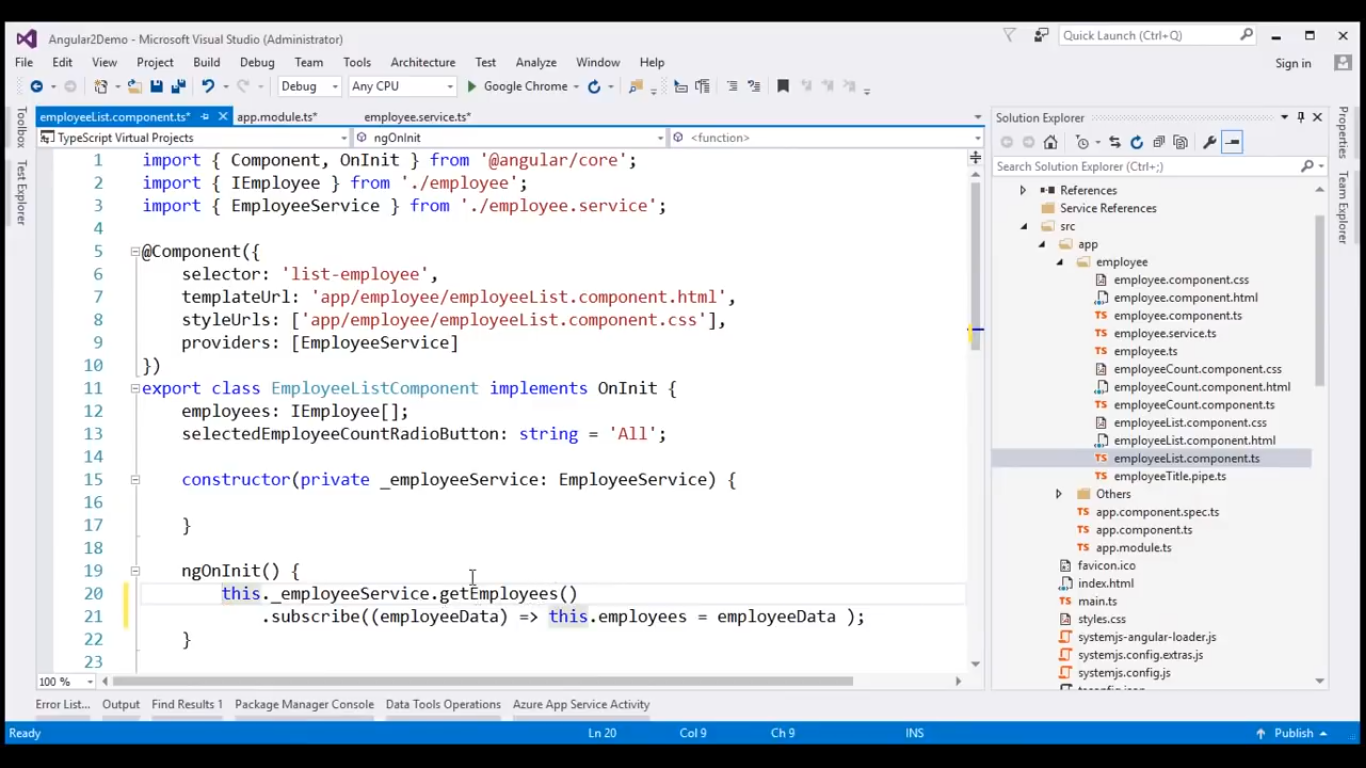 Angular2Demo - Microsoft Visual Studio (Administrator)
Quick Launch (Ctrl+Q)
File Edit View Project Build Debug Team Tools Architecture Test Analyze Window Help
Sign in
Debug Any CPU Google Chrome
Toolbox
Test Explorer
employeeList.component.ts* app.module.ts* employee.service.ts*
TypeScript Virtual Projects ngOnInit <function>
1 import { Component, OnInit } from '@angular/core';
2 import { IEmployee } from './employee';
3 import { EmployeeService } from './employee.service';
4
5 @Component({
6 selector: 'list-employee',
7 templateUrl: 'app/employee/employeeList.component.html',
8 styleUrls: ['app/employee/employeeList.component.css'],
9 providers: [EmployeeService]
10 })
11 export class EmployeeListComponent implements OnInit {
12 employees: IEmployee[];
13 selectedEmployeeCountRadioButton: string = 'All';
14
15 constructor(private _employeeService: EmployeeService) {
16
17 }
18
19 ngOnInit() {
20 this._employeeService.getEmployees()
21 .subscribe((employeeData) => this.employees = employeeData );
22 }
23
100 %
Solution Explorer
Search Solution Explorer (Ctrl+;)
References
Service References
src
app
employee
employee.component.css
employee.component.html
employee.component.ts
employee.service.ts
employee.ts
employeeCount.component.css
employeeCount.component.html
employeeCount.component.ts
employeeList.component.css
employeeList.component.html
employeeList.component.ts
employeeTitle.pipe.ts
Others
app.component.spec.ts
app.component.ts
app.module.ts
favicon.ico
index.html
main.ts
styles.css
systemjs-angular-loader.js
systemjs.config.extras.js
systemjs.config.js
Properties
Team Explorer
Error List... Output Find Results 1 Package Manager Console Data Tools Operations Azure App Service Activity
Ready Ln 20 Col 9 Ch 9 INS Publish